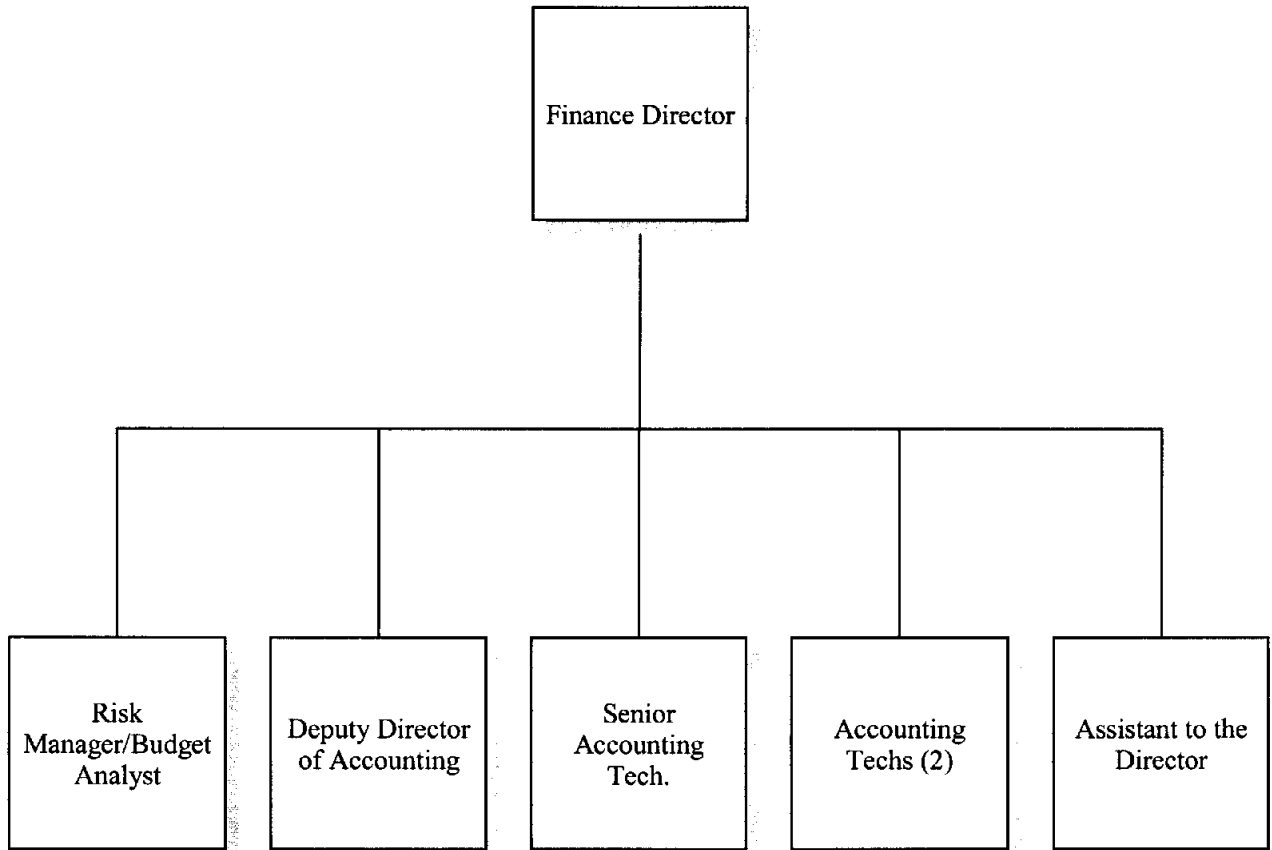 Finance Director
Risk
Manager/Budget
Analyst
Deputy Director
of Accounting
Senior
Accounting
Tech.
Accounting
Techs (2)
Assistant to the
Director